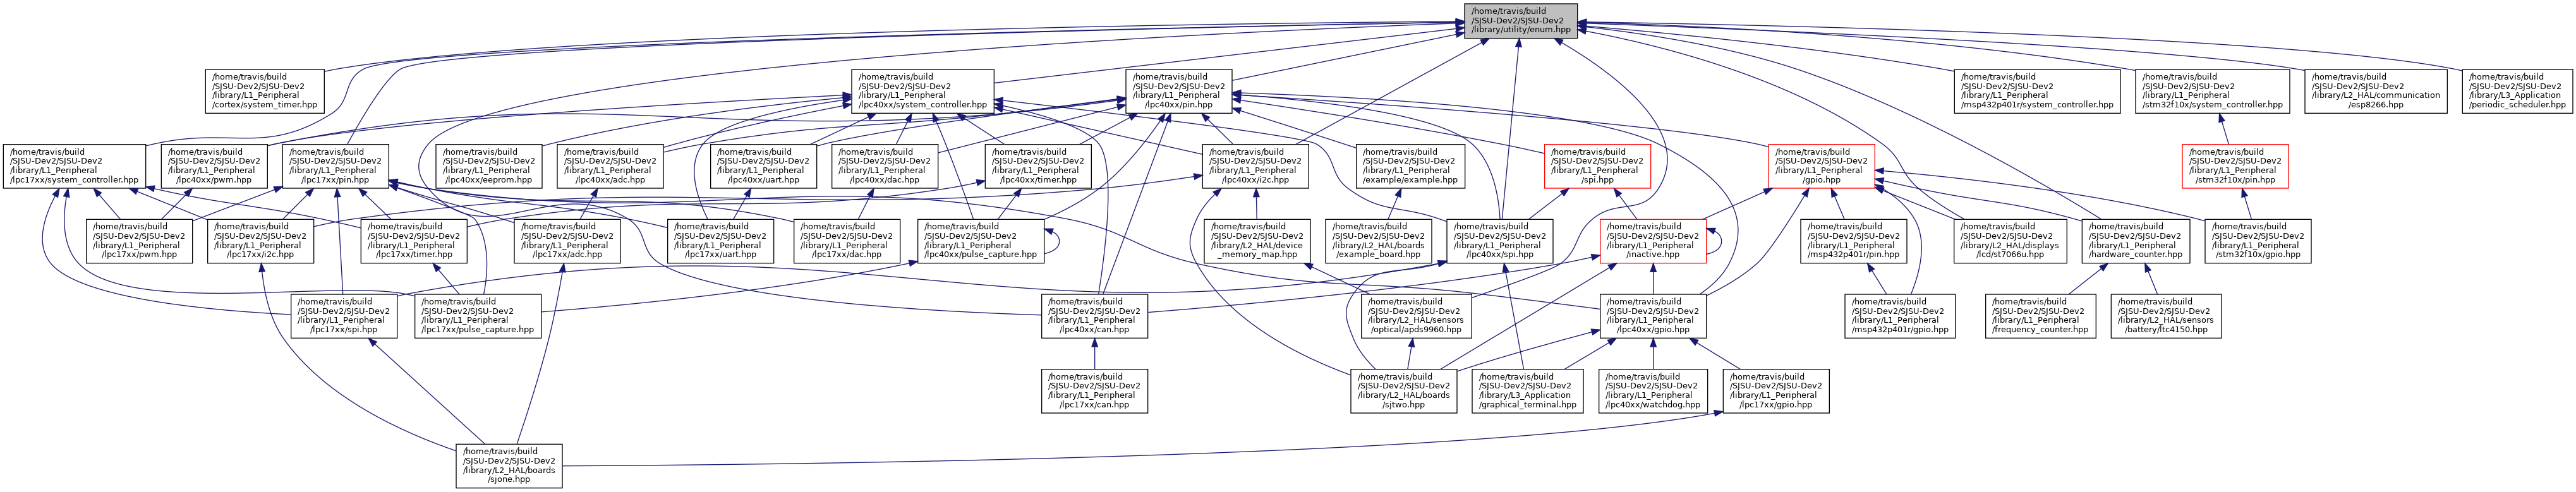 /home/travis/build
/SJSU-Dev2/SJSU-Dev2
/library/utility/enum.hpp
/home/travis/build
/SJSU-Dev2/SJSU-Dev2
/library/L1_Peripheral
/cortex/system_timer.hpp
/home/travis/build
/SJSU-Dev2/SJSU-Dev2
/library/L1_Peripheral
/lpc40xx/system_controller.hpp
/home/travis/build
/SJSU-Dev2/SJSU-Dev2
/library/L1_Peripheral
/lpc40xx/pin.hpp
/home/travis/build
/SJSU-Dev2/SJSU-Dev2
/library/L1_Peripheral
/msp432p401r/system_controller.hpp
/home/travis/build
/SJSU-Dev2/SJSU-Dev2
/library/L1_Peripheral
/stm32f10x/system_controller.hpp
/home/travis/build
/SJSU-Dev2/SJSU-Dev2
/library/L2_HAL/communication
/esp8266.hpp
/home/travis/build
/SJSU-Dev2/SJSU-Dev2
/library/L3_Application
/periodic_scheduler.hpp
/home/travis/build
/SJSU-Dev2/SJSU-Dev2
/library/L1_Peripheral
/lpc17xx/system_controller.hpp
/home/travis/build
/SJSU-Dev2/SJSU-Dev2
/library/L1_Peripheral
/lpc40xx/pwm.hpp
/home/travis/build
/SJSU-Dev2/SJSU-Dev2
/library/L1_Peripheral
/lpc17xx/pin.hpp
/home/travis/build
/SJSU-Dev2/SJSU-Dev2
/library/L1_Peripheral
/lpc40xx/eeprom.hpp
/home/travis/build
/SJSU-Dev2/SJSU-Dev2
/library/L1_Peripheral
/lpc40xx/adc.hpp
/home/travis/build
/SJSU-Dev2/SJSU-Dev2
/library/L1_Peripheral
/lpc40xx/uart.hpp
/home/travis/build
/SJSU-Dev2/SJSU-Dev2
/library/L1_Peripheral
/lpc40xx/dac.hpp
/home/travis/build
/SJSU-Dev2/SJSU-Dev2
/library/L1_Peripheral
/lpc40xx/timer.hpp
/home/travis/build
/SJSU-Dev2/SJSU-Dev2
/library/L1_Peripheral
/lpc40xx/i2c.hpp
/home/travis/build
/SJSU-Dev2/SJSU-Dev2
/library/L1_Peripheral
/example/example.hpp
/home/travis/build
/SJSU-Dev2/SJSU-Dev2
/library/L1_Peripheral
/spi.hpp
/home/travis/build
/SJSU-Dev2/SJSU-Dev2
/library/L1_Peripheral
/gpio.hpp
/home/travis/build
/SJSU-Dev2/SJSU-Dev2
/library/L1_Peripheral
/stm32f10x/pin.hpp
/home/travis/build
/SJSU-Dev2/SJSU-Dev2
/library/L1_Peripheral
/lpc17xx/pwm.hpp
/home/travis/build
/SJSU-Dev2/SJSU-Dev2
/library/L1_Peripheral
/lpc17xx/i2c.hpp
/home/travis/build
/SJSU-Dev2/SJSU-Dev2
/library/L1_Peripheral
/lpc17xx/timer.hpp
/home/travis/build
/SJSU-Dev2/SJSU-Dev2
/library/L1_Peripheral
/lpc17xx/adc.hpp
/home/travis/build
/SJSU-Dev2/SJSU-Dev2
/library/L1_Peripheral
/lpc17xx/uart.hpp
/home/travis/build
/SJSU-Dev2/SJSU-Dev2
/library/L1_Peripheral
/lpc17xx/dac.hpp
/home/travis/build
/SJSU-Dev2/SJSU-Dev2
/library/L1_Peripheral
/lpc40xx/pulse_capture.hpp
/home/travis/build
/SJSU-Dev2/SJSU-Dev2
/library/L2_HAL/device
_memory_map.hpp
/home/travis/build
/SJSU-Dev2/SJSU-Dev2
/library/L2_HAL/boards
/example_board.hpp
/home/travis/build
/SJSU-Dev2/SJSU-Dev2
/library/L1_Peripheral
/lpc40xx/spi.hpp
/home/travis/build
/SJSU-Dev2/SJSU-Dev2
/library/L1_Peripheral
/inactive.hpp
/home/travis/build
/SJSU-Dev2/SJSU-Dev2
/library/L1_Peripheral
/msp432p401r/pin.hpp
/home/travis/build
/SJSU-Dev2/SJSU-Dev2
/library/L2_HAL/displays
/lcd/st7066u.hpp
/home/travis/build
/SJSU-Dev2/SJSU-Dev2
/library/L1_Peripheral
/hardware_counter.hpp
/home/travis/build
/SJSU-Dev2/SJSU-Dev2
/library/L1_Peripheral
/stm32f10x/gpio.hpp
/home/travis/build
/SJSU-Dev2/SJSU-Dev2
/library/L1_Peripheral
/lpc17xx/spi.hpp
/home/travis/build
/SJSU-Dev2/SJSU-Dev2
/library/L1_Peripheral
/lpc17xx/pulse_capture.hpp
/home/travis/build
/SJSU-Dev2/SJSU-Dev2
/library/L1_Peripheral
/lpc40xx/can.hpp
/home/travis/build
/SJSU-Dev2/SJSU-Dev2
/library/L2_HAL/sensors
/optical/apds9960.hpp
/home/travis/build
/SJSU-Dev2/SJSU-Dev2
/library/L1_Peripheral
/lpc40xx/gpio.hpp
/home/travis/build
/SJSU-Dev2/SJSU-Dev2
/library/L1_Peripheral
/msp432p401r/gpio.hpp
/home/travis/build
/SJSU-Dev2/SJSU-Dev2
/library/L1_Peripheral
/frequency_counter.hpp
/home/travis/build
/SJSU-Dev2/SJSU-Dev2
/library/L2_HAL/sensors
/battery/ltc4150.hpp
/home/travis/build
/SJSU-Dev2/SJSU-Dev2
/library/L1_Peripheral
/lpc17xx/can.hpp
/home/travis/build
/SJSU-Dev2/SJSU-Dev2
/library/L2_HAL/boards
/sjtwo.hpp
/home/travis/build
/SJSU-Dev2/SJSU-Dev2
/library/L3_Application
/graphical_terminal.hpp
/home/travis/build
/SJSU-Dev2/SJSU-Dev2
/library/L1_Peripheral
/lpc40xx/watchdog.hpp
/home/travis/build
/SJSU-Dev2/SJSU-Dev2
/library/L1_Peripheral
/lpc17xx/gpio.hpp
/home/travis/build
/SJSU-Dev2/SJSU-Dev2
/library/L2_HAL/boards
/sjone.hpp